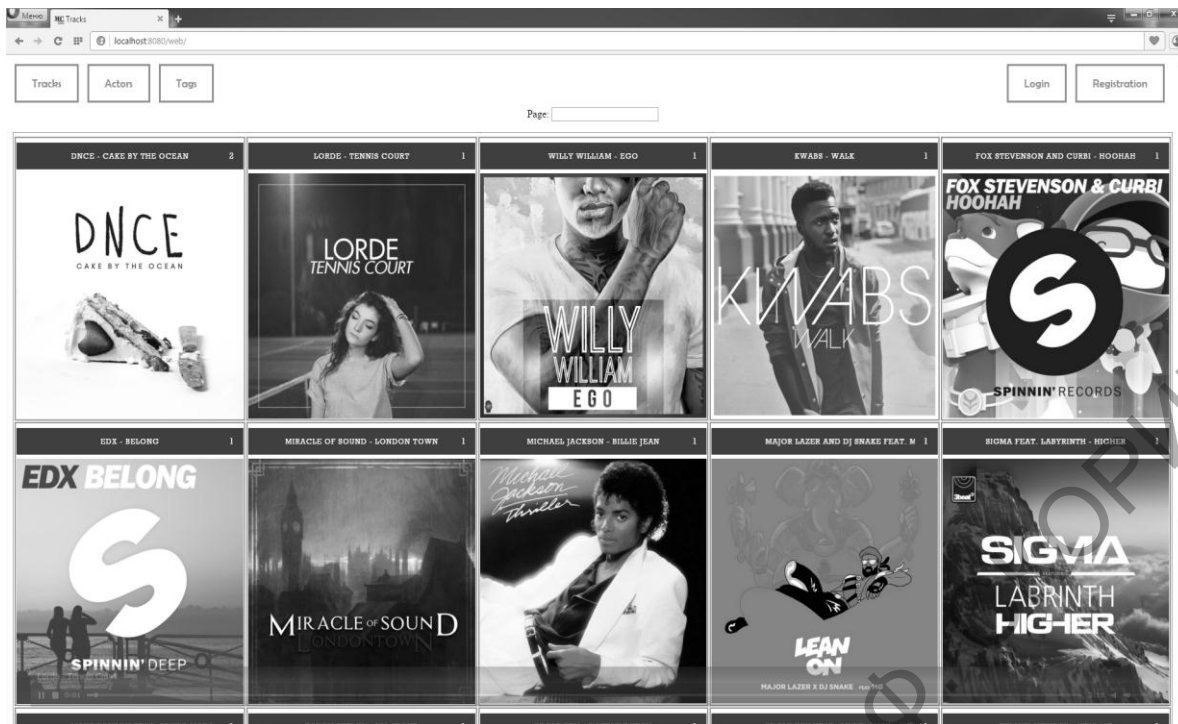 Меню
MC Tracks
localhost:8080/web/
Tracks
Actors
Tags
Login
Registration
Page:
DNCE - CAKE BY THE OCEAN 2
LORDE - TENNIS COURT 1
WILLY WILLIAM - EGO 1
KWABS - WALK 1
FOX STEVENSON AND CURBI - HOOHAH 1
DNCE
CAKE BY THE OCEAN
LORDE
TENNIS COURT
WILLY
WILLIAM
EGO
KWABS
WALK
FOX STEVENSON & CURBI
HOOHAH
SPINNIN' RECORDS
EDX - BELONG 1
MIRACLE OF SOUND - LONDON TOWN 1
MICHAEL JACKSON - BILLIE JEAN 1
MAJOR LAZER AND DJ SNAKE FEAT. M 1
SIGMA FEAT. LABYRINTH - HIGHER 1
EDX BELONG
SPINNIN' DEEP
0:01
MIRACLE OF SOUND
LONDONTOWN
Michael
Jackson
Thriller
LEAN
ON
MAJOR LAZER X DJ SNAKE
3beat
SIGMA
LABRINTH
HIGHER